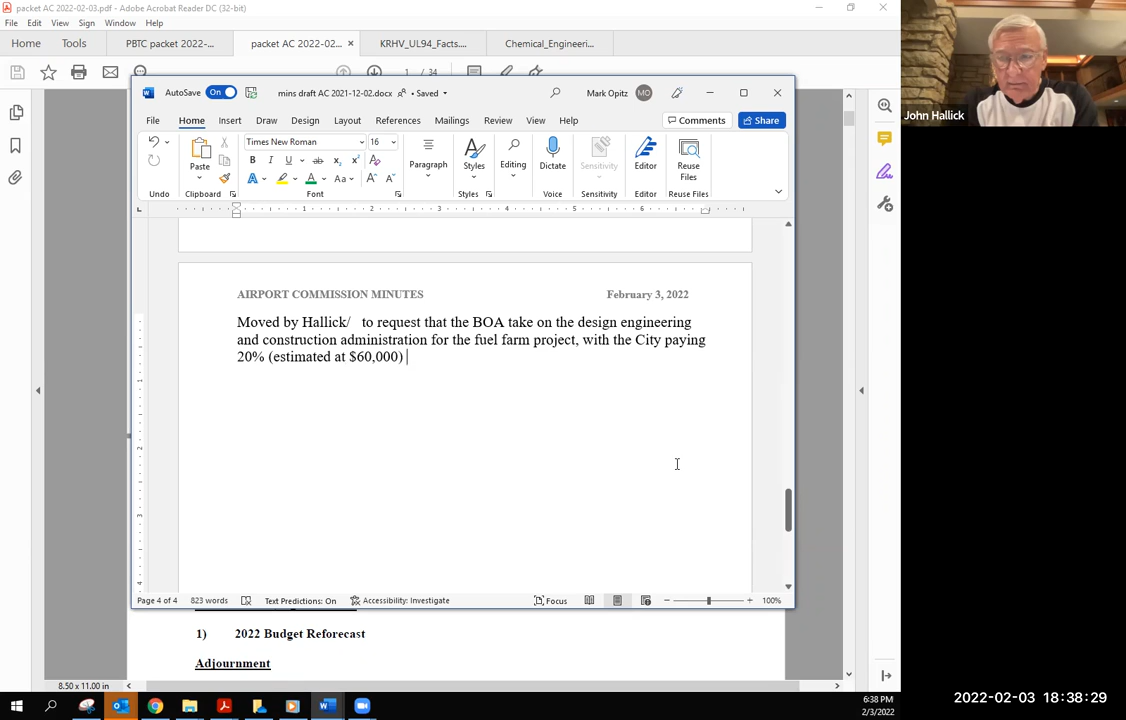 packet AC 2022-02-03.pdf - Adobe Acrobat Reader DC (32-bit)
File Edit View Sign Window Help
Home Tools PBTC packet 2022-... packet AC 2022-02... × KRHV_UL94_Facts.... Chemical_Engineeri...
1 / 34
AutoSave On mins draft AC 2021-12-02.docx • Saved Mark Opitz MO
File Home Insert Draw Design Layout References Mailings Review View Help Comments Share
Times New Roman 16
Paste Paragraph Styles Editing Dictate Sensitivity Editor Reuse Files
Undo Clipboard Font Styles Voice Sensitivity Editor Reuse Files
1 2 3 4 5 6
AIRPORT COMMISSION MINUTES February 3, 2022
Moved by Hallick/ to request that the BOA take on the design engineering
and construction administration for the fuel farm project, with the City paying
20% (estimated at $60,000)
Page 4 of 4 823 words Text Predictions: On Accessibility: Investigate Focus 100%
1) 2022 Budget Reforecast
Adjournment
8.50 x 11.00 in
6:38 PM
2/3/2022
John Hallick
2022-02-03 18:38:29